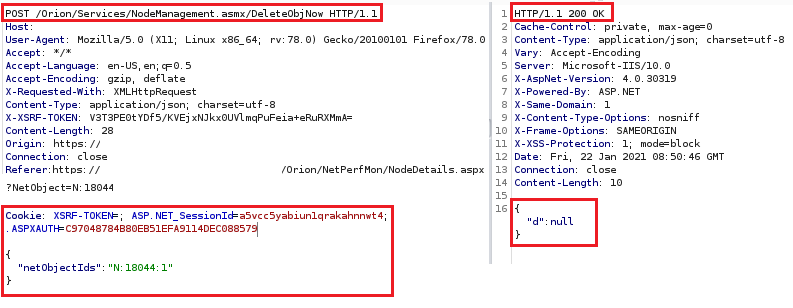 POST /Orion/Services/NodeManagement.asmx/DeleteObjNow HTTP/1.1
Host:
User-Agent: Mozilla/5.0 (X11; Linux x86_64; rv:78.0) Gecko/20100101 Firefox/78.0
Accept: */*
Accept-Language: en-US,en;q=0.5
Accept-Encoding: gzip, deflate
X-Requested-With: XMLHttpRequest
Content-Type: application/json; charset=utf-8
X-XSRF-TOKEN: V3T3PE0tYDf5/KVEjxNJkx0UVlmqPuFeia+eRuRXMmA=
Content-Length: 28
Origin: https://
Connection: close
Referer:https:// /Orion/NetPerfMon/NodeDetails.aspx
?NetObject=N:18044
Cookie: XSRF-TOKEN=; ASP.NET_SessionId=a5vcc5yabiun1qrakahnnwt4;
.ASPXAUTH=C97048784B80EB51EFA9114DEC088579
{
"netObjectIds":"N:18044:1"
}
1 HTTP/1.1 200 OK
2 Cache-Control: private, max-age=0
3 Content-Type: application/json; charset=utf-8
4 Vary: Accept-Encoding
5 Server: Microsoft-IIS/10.0
6 X-AspNet-Version: 4.0.30319
7 X-Powered-By: ASP.NET
8 X-Same-Domain: 1
9 X-Content-Type-Options: nosniff
10 X-Frame-Options: SAMEORIGIN
11 X-XSS-Protection: 1; mode=block
12 Date: Fri, 22 Jan 2021 08:50:46 GMT
13 Connection: close
14 Content-Length: 10
15
16 {
"d":null
}